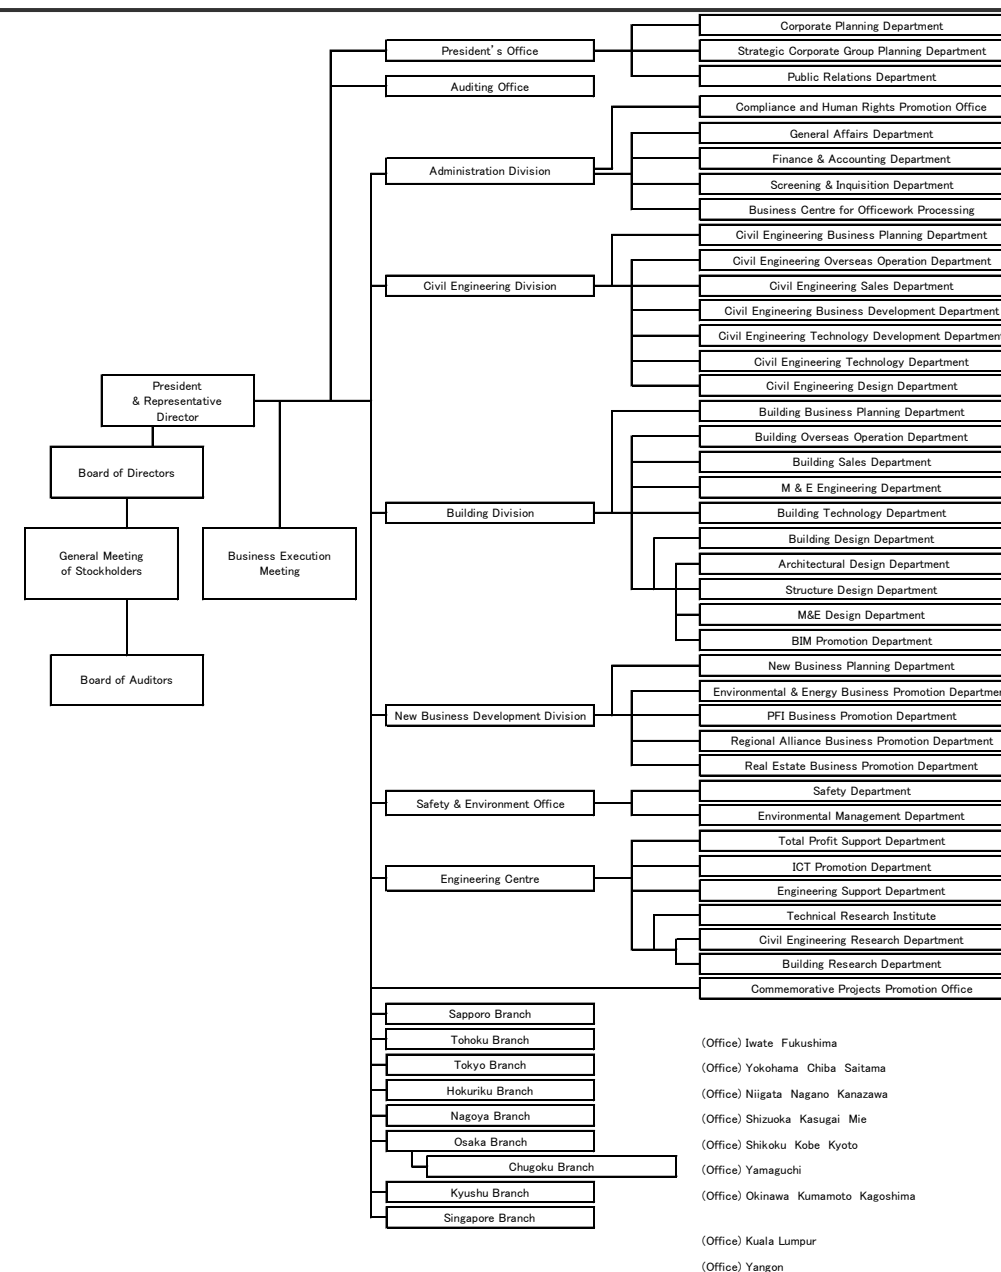 Corporate Planning Department
President's Office
Strategic Corporate Group Planning Department
Public Relations Department
Auditing Office
Compliance and Human Rights Promotion Office
General Affairs Department
Finance & Accounting Department
Administration Division
Screening & Inquisition Department
Business Centre for Officework Processing
Civil Engineering Business Planning Department
Civil Engineering Overseas Operation Department
Civil Engineering Division
Civil Engineering Sales Department
Civil Engineering Business Development Department
Civil Engineering Technology Development Department
Civil Engineering Technology Department
Civil Engineering Design Department
President
& Representative
Director
Building Business Planning Department
Building Overseas Operation Department
Building Sales Department
Board of Directors
M & E Engineering Department
Building Division
Building Technology Department
Building Design Department
General Meeting
of Stockholders
Business Execution
Meeting
Architectural Design Department
Structure Design Department
M&E Design Department
BIM Promotion Department
New Business Planning Department
Board of Auditors
Environmental & Energy Business Promotion Departmen
New Business Development Division
PFI Business Promotion Department
Regional Alliance Business Promotion Department
Real Estate Business Promotion Department
Safety Department
Safety & Environment Office
Environmental Management Department
Total Profit Support Department
ICT Promotion Department
Engineering Centre
Engineering Support Department
Technical Research Institute
Civil Engineering Research Department
Building Research Department
Commemorative Projects Promotion Office
Sapporo Branch
Tohoku Branch
(Office) Iwate Fukushima
Tokyo Branch
(Office) Yokohama Chiba Saitama
Hokuriku Branch
(Office) Niigata Nagano Kanazawa
Nagoya Branch
(Office) Shizuoka Kasugai Mie
Osaka Branch
(Office) Shikoku Kobe Kyoto
Chugoku Branch
(Office) Yamaguchi
Kyushu Branch
(Office) Okinawa Kumamoto Kagoshima
Singapore Branch
(Office) Kuala Lumpur
(Office) Yangon